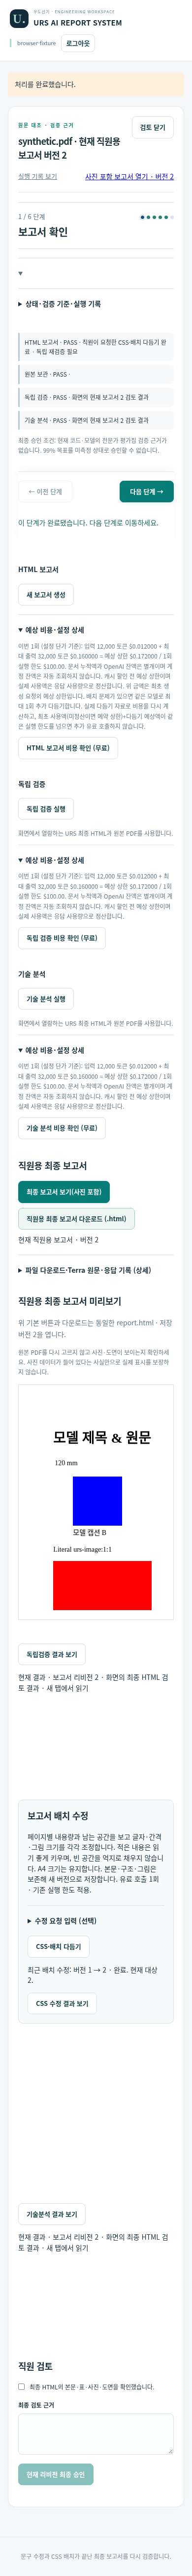 U.
우도리카 · ENGINEERING WORKSPACE
URS AI REPORT SYSTEM
browser-fixture
로그아웃
처리를 완료했습니다.
원문 대조 · 검증 근거
검토 닫기
synthetic.pdf · 현재 직원용
보고서 버전 2
실행 기록 보기
사진 포함 보고서 열기 · 버전 2
1 / 6 단계
보고서 확인
▼
▶ 상태·검증 기준·실행 기록
HTML 보고서 · PASS · 직원이 요청한 CSS·배치 다듬기 완
료 · 독립 재검증 필요
원본 보관 · PASS ·
독립 검증 · PASS · 화면의 현재 보고서 2 검토 결과
기술 분석 · PASS · 화면의 현재 보고서 2 검토 결과
최종 승인 조건: 현재 코드·모델의 전문가 평가집 검증 근거가
없습니다. 99% 목표를 미측정 상태로 승인할 수 없습니다.
← 이전 단계
다음 단계 →
이 단계가 완료됐습니다. 다음 단계로 이동하세요.
HTML 보고서
새 보고서 생성
▼ 예상 비용·설정 상세
이번 1회 (설정 단가 기준): 입력 12,000 토큰 $0.012000 + 최
대 출력 32,000 토큰 $0.160000 = 예상 상한 $0.172000 / 1회
실행 한도 $100.00. 문서 누적액과 OpenAI 잔액은 별개이며 계
정 잔액은 자동 조회하지 않습니다. 캐시 할인 전 예상 상한이며
실제 사용액은 응답 사용량으로 정산합니다. 위 금액은 최초 생
성 요청의 예상 상한입니다. 배치 문제가 있으면 같은 모델로 최
대 1회 추가 다듬기합니다. 실제 다듬기 자료로 비용을 다시 계
산하고, 최초 사용액(미정산이면 예약 상한)+다듬기 예상액이 같
은 실행 한도를 넘으면 추가 유료 호출하지 않습니다.
HTML 보고서 비용 확인 (무료)
독립 검증
독립 검증 실행
화면에서 열람하는 URS 최종 HTML과 원본 PDF를 사용합니다.
▼ 예상 비용·설정 상세
이번 1회 (설정 단가 기준): 입력 12,000 토큰 $0.012000 + 최
대 출력 32,000 토큰 $0.160000 = 예상 상한 $0.172000 / 1회
실행 한도 $100.00. 문서 누적액과 OpenAI 잔액은 별개이며 계
정 잔액은 자동 조회하지 않습니다. 캐시 할인 전 예상 상한이며
실제 사용액은 응답 사용량으로 정산합니다.
독립 검증 비용 확인 (무료)
기술 분석
기술 분석 실행
화면에서 열람하는 URS 최종 HTML과 원본 PDF를 사용합니다.
▼ 예상 비용·설정 상세
이번 1회 (설정 단가 기준): 입력 12,000 토큰 $0.012000 + 최
대 출력 32,000 토큰 $0.160000 = 예상 상한 $0.172000 / 1회
실행 한도 $100.00. 문서 누적액과 OpenAI 잔액은 별개이며 계
정 잔액은 자동 조회하지 않습니다. 캐시 할인 전 예상 상한이며
실제 사용액은 응답 사용량으로 정산합니다.
기술 분석 비용 확인 (무료)
직원용 최종 보고서
최종 보고서 보기(사진 포함)
직원용 최종 보고서 다운로드 (.html)
현재 직원용 보고서 · 버전 2
▶ 파일 다운로드·Terra 원문·응답 기록 (상세)
직원용 최종 보고서 미리보기
위 기본 버튼과 다운로드는 동일한 report.html · 저장
버전 2을 엽니다.
원본 PDF를 다시 고르지 않고 사진·도면이 보이는지 확인하세
요. 사진 데이터가 들어 있다는 사실만으로 실제 표시를 보장하
지 않습니다.
모델 제목 & 원문
120 mm
모델 캡션 B
Literal urs-image:1:1
독립검증 결과 보기
현재 결과 · 보고서 리비전 2 · 화면의 최종 HTML 검
토 결과 · 새 탭에서 읽기
보고서 배치 수정
페이지별 내용량과 남는 공간을 보고 글자·간격
·그림 크기를 각각 조정합니다. 적은 내용은 읽
기 좋게 키우며, 빈 공간을 억지로 채우지 않습니
다. A4 크기는 유지합니다. 본문·구조·그림은
보존해 새 버전으로 저장합니다. 유료 호출 1회
· 기존 실행 한도 적용.
▶ 수정 요청 입력 (선택)
CSS·배치 다듬기
최근 배치 수정: 버전 1 → 2 · 완료. 현재 대상
2.
CSS 수정 결과 보기
기술분석 결과 보기
현재 결과 · 보고서 리비전 2 · 화면의 최종 HTML 검
토 결과 · 새 탭에서 읽기
직원 검토
최종 HTML의 본문·표·사진·도면을 확인했습니다.
최종 검토 근거
현재 리비전 최종 승인
문구 수정과 CSS 배치가 끝난 최종 보고서를 다시 검증합니다.